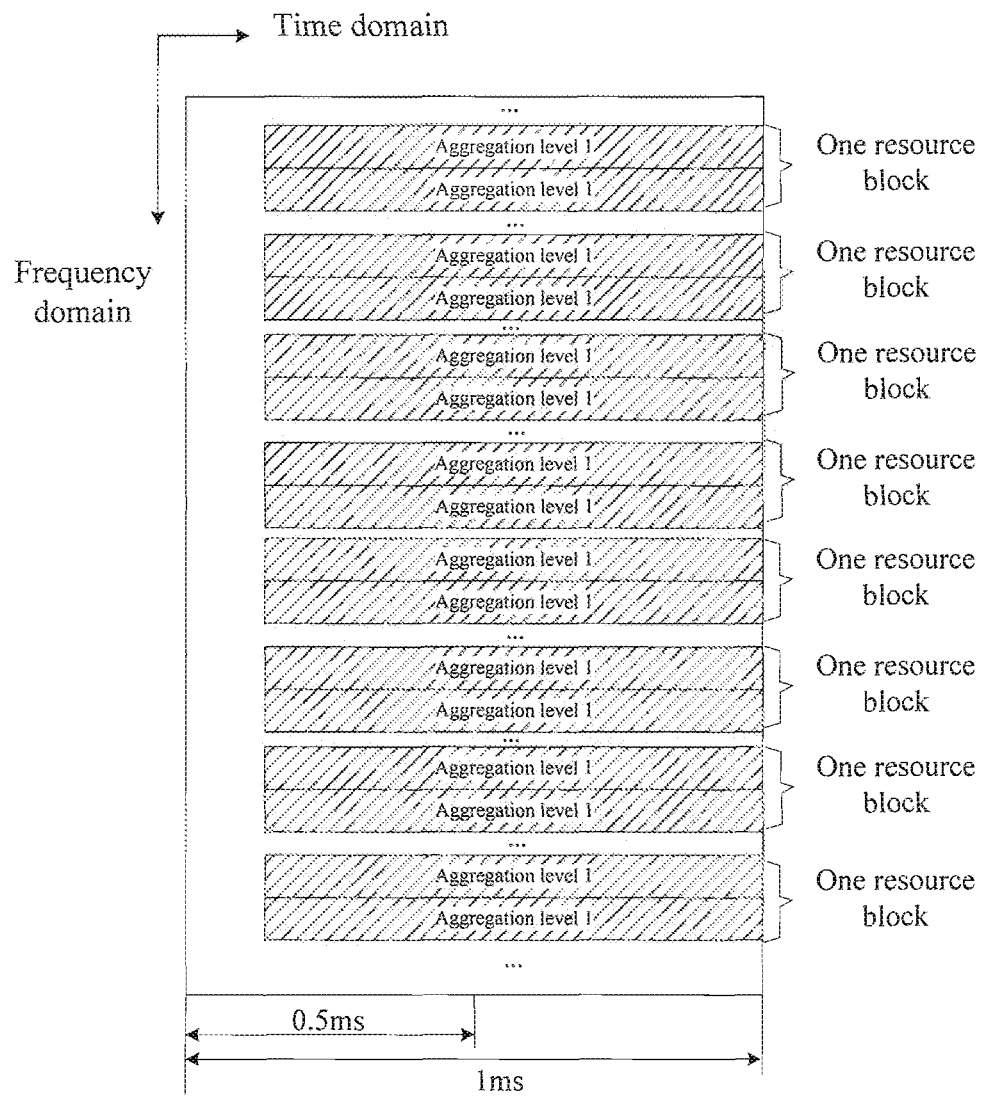 Time domain
Frequency
domain
...
Aggregation level 1
Aggregation level 1
One resource
block
...
Aggregation level 1
Aggregation level 1
One resource
block
...
Aggregation level 1
Aggregation level 1
One resource
block
...
Aggregation level 1
Aggregation level 1
One resource
block
Aggregation level 1
Aggregation level 1
One resource
block
...
Aggregation level 1
Aggregation level 1
One resource
block
...
Aggregation level 1
Aggregation level 1
One resource
block
...
Aggregation level 1
Aggregation level 1
One resource
block
...
0.5ms
1ms